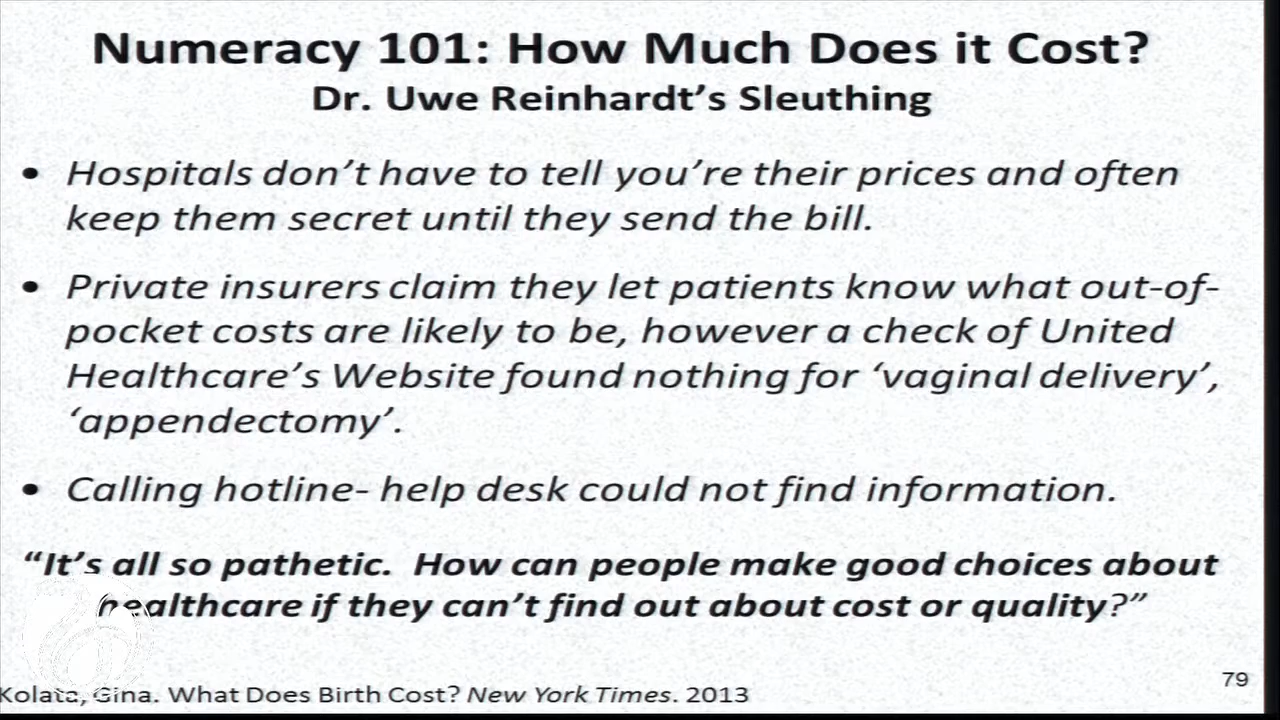 Numeracy 101: How Much Does it Cost?
Dr. Uwe Reinhardt’s Sleuthing
• Hospitals don’t have to tell you’re their prices and often
keep them secret until they send the bill.
• Private insurers claim they let patients know what out-of-
pocket costs are likely to be, however a check of United
Healthcare’s Website found nothing for ‘vaginal delivery’,
‘appendectomy’.
• Calling hotline- help desk could not find information.
“It’s all so pathetic. How can people make good choices about
healthcare if they can’t find out about cost or quality?”
Kolata, Gina. What Does Birth Cost? New York Times. 2013
79